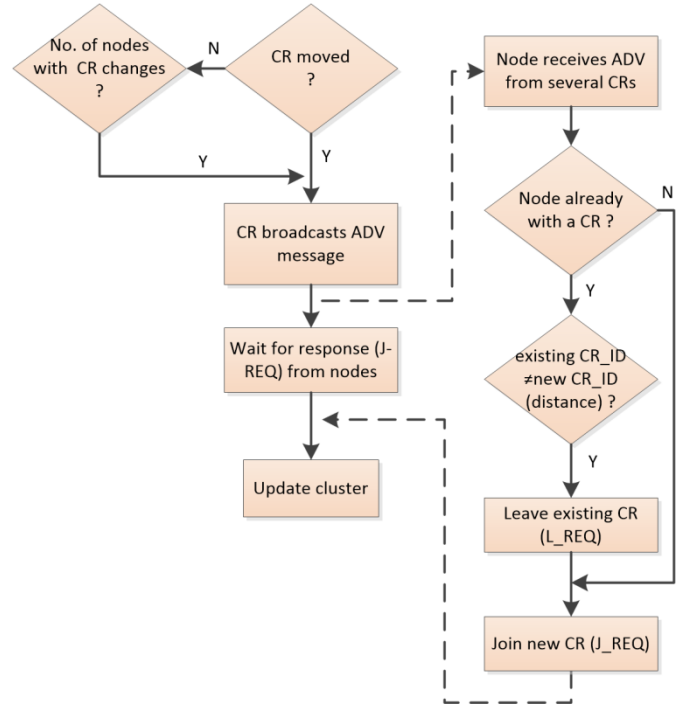 No. of nodes
with CR changes
?
N
CR moved
?
Y
Y
CR broadcasts ADV
message
Wait for response (J-
REQ) from nodes
Update cluster
Node receives ADV
from several CRs
Node already
with a CR ?
N
Y
existing CR_ID
≠new CR_ID
(distance) ?
Y
Leave existing CR
(L_REQ)
Join new CR (J_REQ)